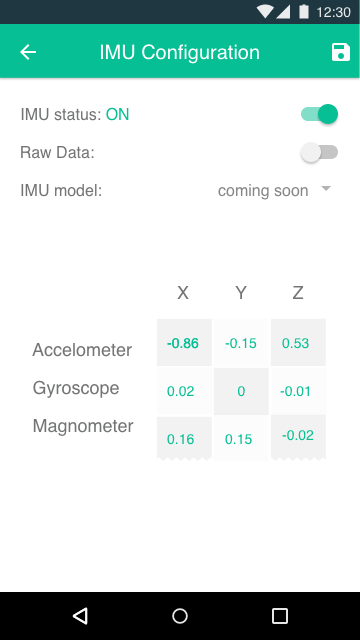 12:30
IMU Configuration
IMU status: ON
Raw Data:
IMU model: coming soon
X Y Z
Accelometer -0.86 -0.15 0.53
Gyroscope 0.02 0 -0.01
Magnometer 0.16 0.15 -0.02